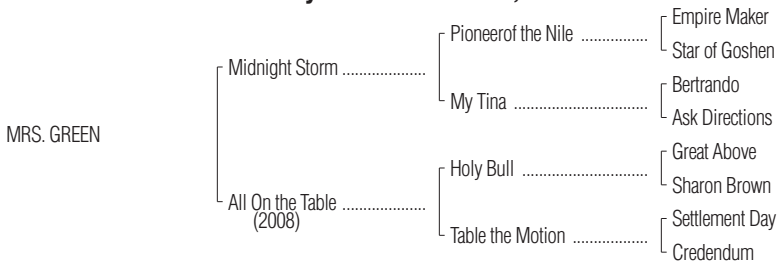 Empire Maker
Pioneerof the Nile ..............
Star of Goshen
Midnight Storm .....................
Bertrando
My Tina ............................
Ask Directions
MRS. GREEN
Great Above
Holy Bull ..........................
Sharon Brown
All On the Table ..................
(2008)
Settlement Day
Table the Motion ................
Credendum